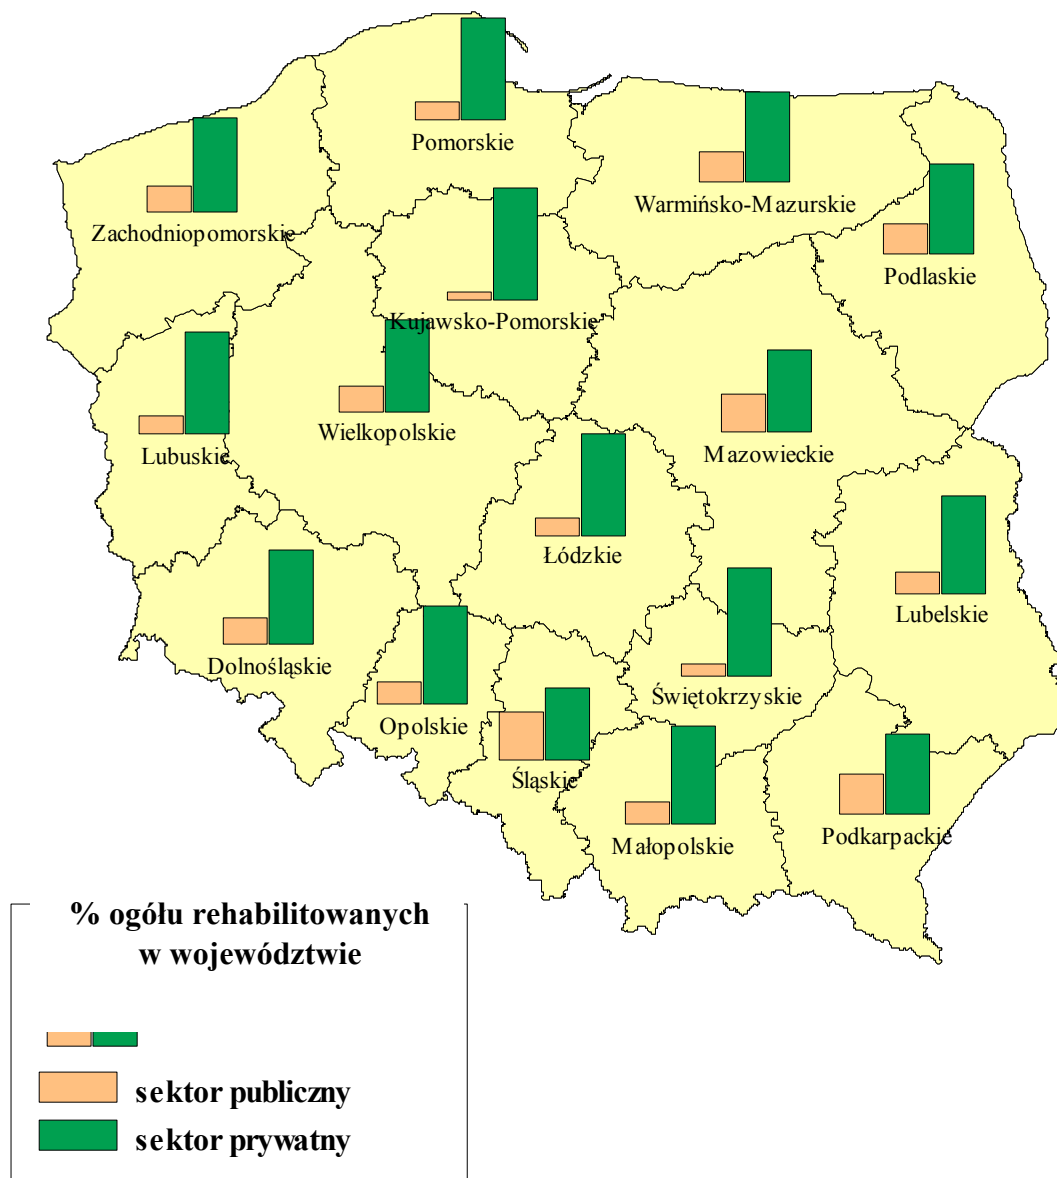 Pomorskie
Warmińsko-Mazurskie
Zachodniopomorskie
Podlaskie
Kujawsko-Pomorskie
Wielkopolskie
Mazowieckie
Lubuskie
Łódzkie
Lubelskie
Dolnośląskie
Świętokrzyskie
Opolskie
Śląskie
Podkarpackie
Małopolskie
% ogółu rehabilitowanych
w województwie
sektor publiczny
sektor prywatny